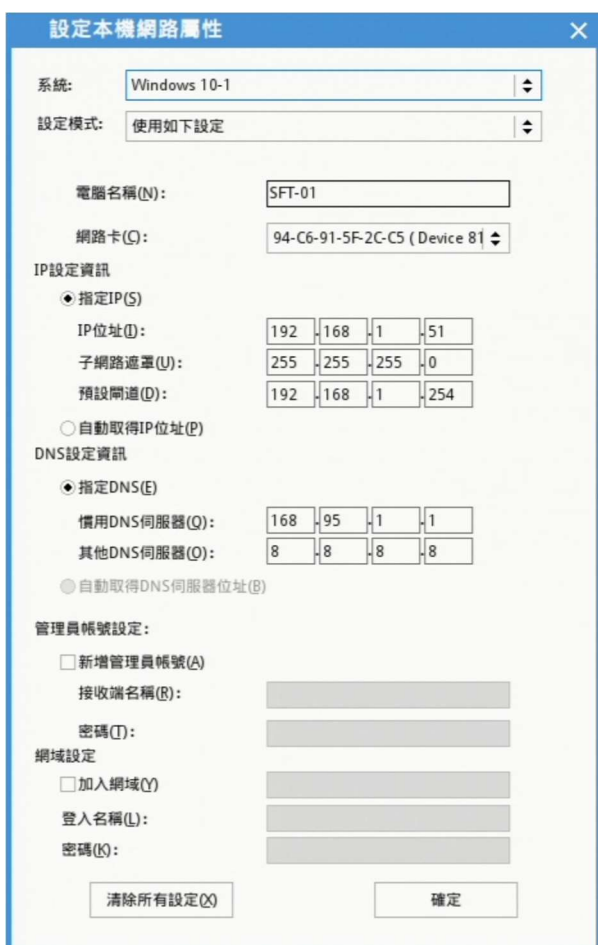 設定本機網路屬性
系統: Windows 10-1
設定模式: 使用如下設定
電腦名稱(N): SFT-01
網路卡(C): 94-C6-91-5F-2C-C5 ( Device 81
IP設定資訊
指定IP(S)
IP位址(I): 192.168.1.51
子網路遮罩(U): 255.255.255.0
預設閘道(D): 192.168.1.254
自動取得IP位址(P)
DNS設定資訊
指定DNS(E)
慣用DNS伺服器(Q): 168.95.1.1
其他DNS伺服器(O): 8.8.8.8
自動取得DNS伺服器位址(B)
管理員帳號設定:
新增管理員帳號(A)
接收端名稱(R):
密碼(T):
網域設定
加入網域(Y)
登入名稱(L):
密碼(K):
清除所有設定(X) 確定